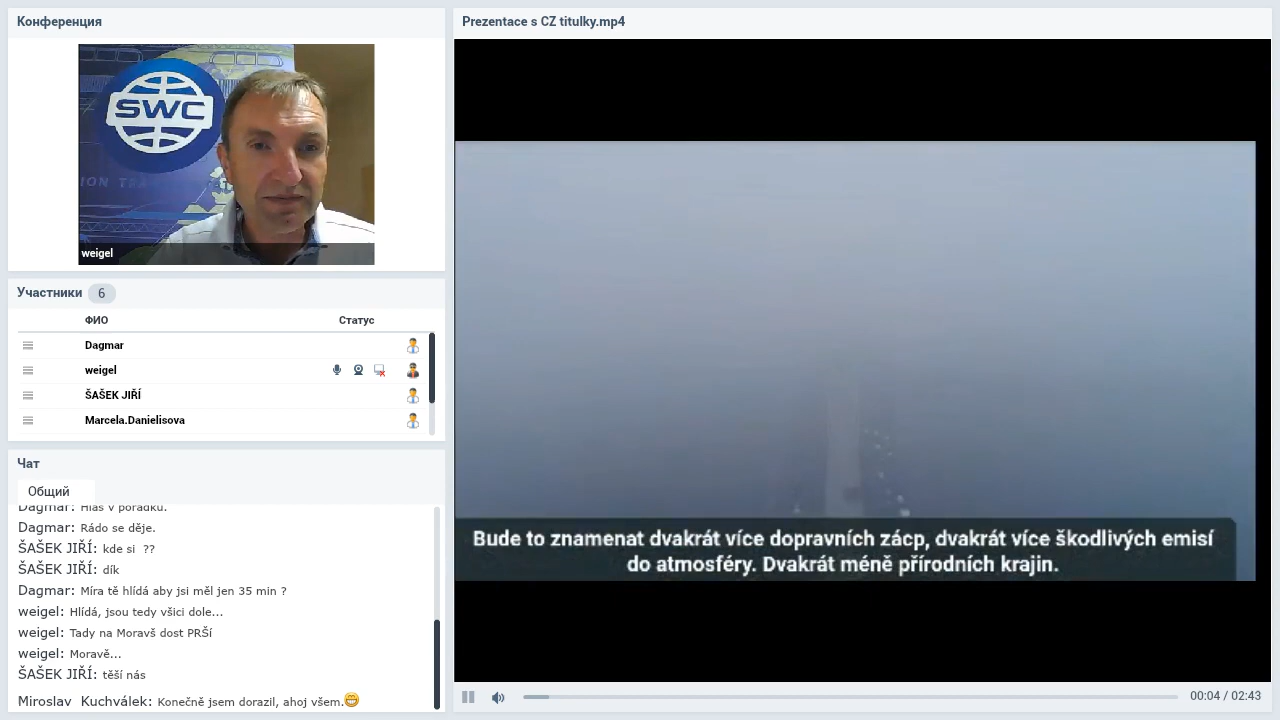 Конференция
SWC
ION TRA
weigel
Участники 6
ФИО Статус
Dagmar
weigel
ŠAŠEK JIŘÍ
Marcela.Danielisova
Чат
Общий
Dagmar: Hlas v pořádku.
Dagmar: Rádo se děje.
ŠAŠEK JIŘÍ: kde si ??
ŠAŠEK JIŘÍ: dík
Dagmar: Míra tě hlídá aby jsi měl jen 35 min ?
weigel: Hlídá, jsou tedy všici dole...
weigel: Tady na Moravš dost PRŠí
weigel: Moravě...
ŠAŠEK JIŘÍ: těší nás
Miroslav Kuchválek: Konečně jsem dorazil, ahoj všem.😁
Prezentace s CZ titulky.mp4
Bude to znamenat dvakrát více dopravních zácp, dvakrát více škodlivých emisí
do atmosféry. Dvakrát méně přírodních krajin.
00:04 / 02:43